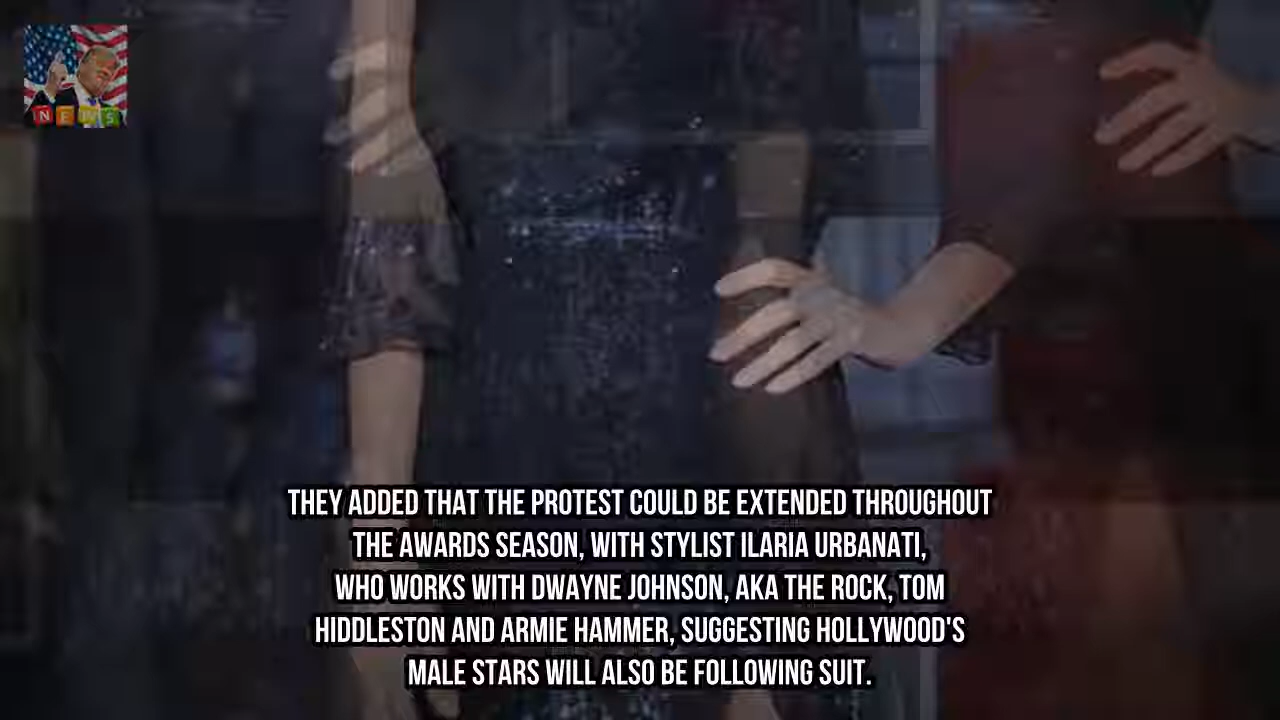 NEWS
THEY ADDED THAT THE PROTEST COULD BE EXTENDED THROUGHOUT
THE AWARDS SEASON, WITH STYLIST ILARIA URBANATI,
WHO WORKS WITH DWAYNE JOHNSON, AKA THE ROCK, TOM
HIDDLESTON AND ARMIE HAMMER, SUGGESTING HOLLYWOOD'S
MALE STARS WILL ALSO BE FOLLOWING SUIT.